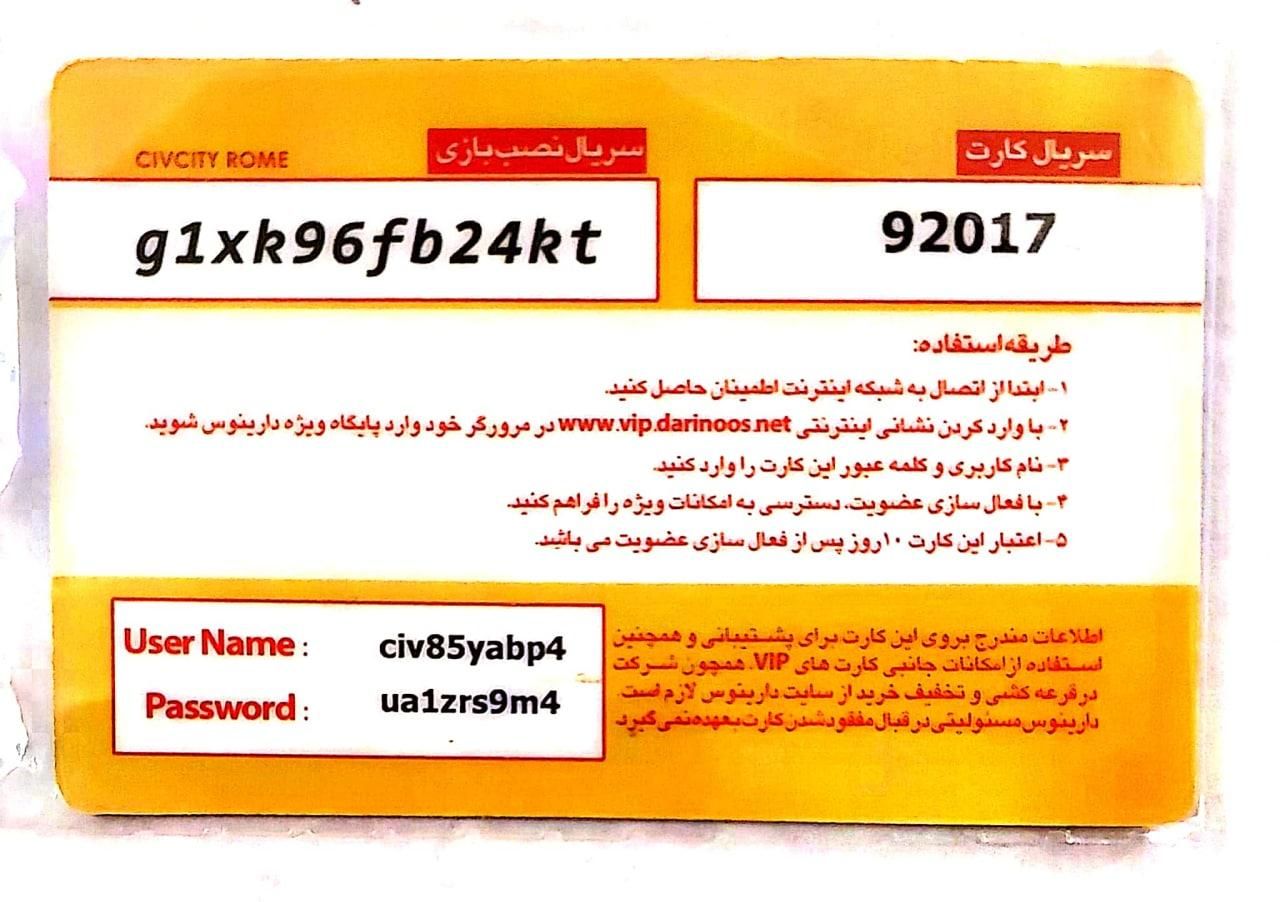 سریال کارت
سریال نصب بازی
CIVCITY ROME
92017
g1xk96fb24kt
طریقه استفاده:
۱- ابتدا از اتصال به شبکه اینترنت اطمینان حاصل کنید.
۲- با وارد کردن نشانی اینترنتی www.vip.darinoos.net در مرورگر خود وارد پایگاه ویژه دارینوس شوید.
۳- نام کاربری و کلمه عبور این کارت را وارد کنید.
۴- با فعال سازی عضویت، دسترسی به امکانات ویژه را فراهم کنید.
۵- اعتبار این کارت ۱۰روز پس از فعال سازی عضویت می باشد.
اطلاعات مندرج بروی این کارت برای پشتیبانی و همچنین
استفاده از امکانات جانبی کارت های VIP، همچون شرکت
در قرعه کشی و تخفیف خرید از سایت دارینوس لازم است.
دارینوس مسئولیتی در قبال مفقود شدن کارت بعهده نمی گیرد.
User Name : civ85yabp4
Password : ua1zrs9m4